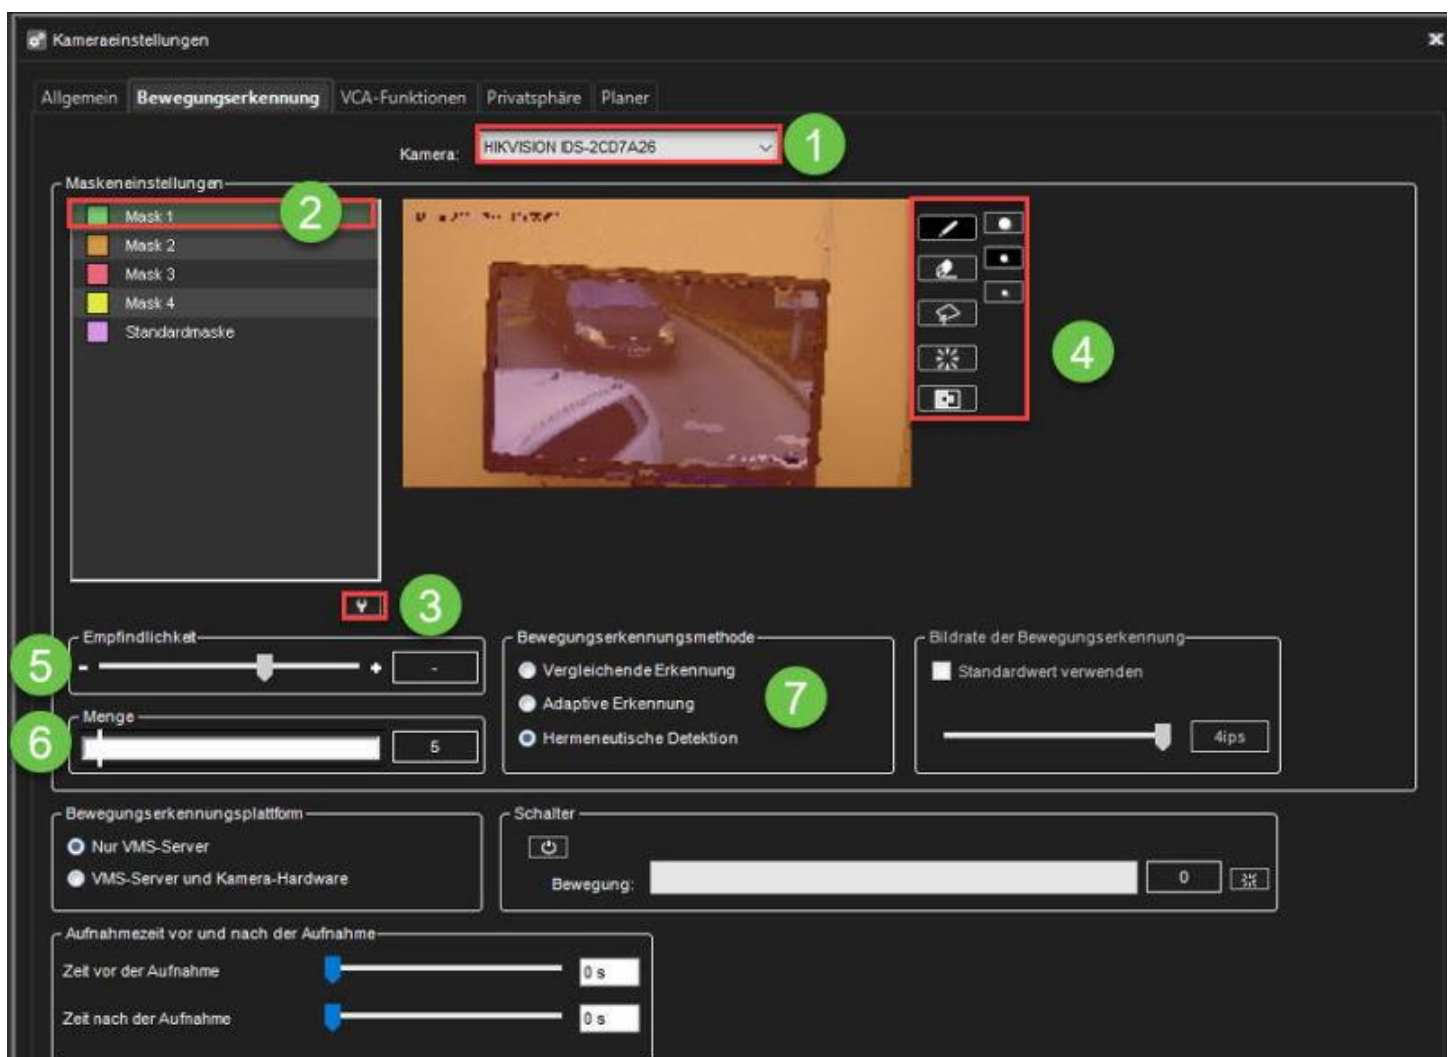 Kameraeinstellungen
Allgemein Bewegungserkennung VCA-Funktionen Privatsphäre Planer
Kamera: HIKVISION IDS-2CD7A26 1
Maskeneinstellungen
Mask 1 2
Mask 2
Mask 3
Mask 4
Standardmaske
4
3
Empfindlichkeit
5 - + -
Menge
6 5
Bewegungserkennungsmethode
Vergleichende Erkennung
Adaptive Erkennung
7
Hermeneutische Detektion
Bildrate der Bewegungserkennung
Standardwert verwenden
4ips
Bewegungserkennungsplattform
Nur VMS-Server
VMS-Server und Kamera-Hardware
Schalter
Bewegung: 0
Aufnahmezeit vor und nach der Aufnahme
Zeit vor der Aufnahme 0 s
Zeit nach der Aufnahme 0 s